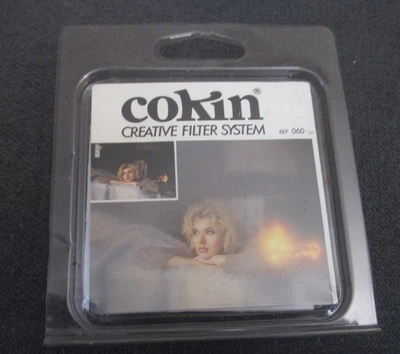 cokin®
CREATIVE FILTER SYSTEM REF 060